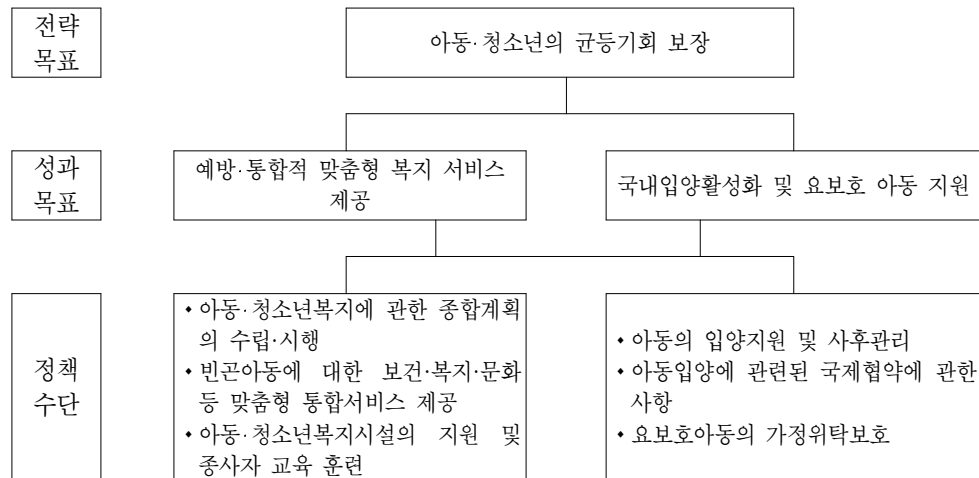 전략
목표
아동·청소년의 균등기회 보장
성과
목표
예방·통합적 맞춤형 복지 서비스
제공
국내입양활성화 및 요보호 아동 지원
정책
수단
• 아동·청소년복지에 관한 종합계획
의 수립·시행
• 빈곤아동에 대한 보건·복지·문화
등 맞춤형 통합서비스 제공
• 아동·청소년복지시설의 지원 및
종사자 교육 훈련
• 아동의 입양지원 및 사후관리
• 아동입양에 관련된 국제협약에 관한
사항
• 요보호아동의 가정위탁보호